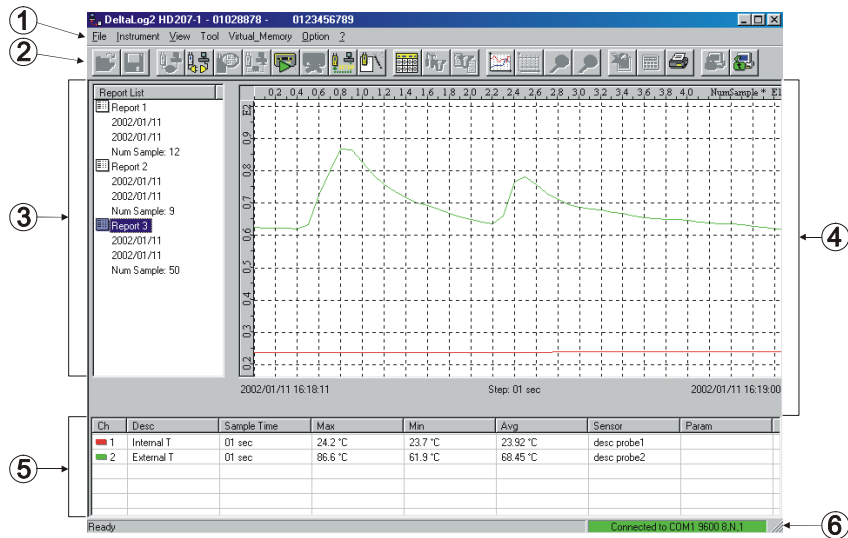 DeltaLog2 HD207-1 - 01028878 - 0123456789
1
File Instrument View Tool Virtual_Memory Option ?
2
Report List
Report 1
2002/01/11
2002/01/11
Num Sample: 12
Report 2
2002/01/11
2002/01/11
Num Sample: 9
Report 3
2002/01/11
2002/01/11
Num Sample: 50
3
0,2 0,4 0,6 0,8 1,0 1,2 1,4 1,6 1,8 2,0 2,2 2,4 2,6 2,8 3,0 3,2 3,4 3,6 3,8 4,0 NumSample * E1
E2
0,9
0,8
0,7
0,6
0,5
0,4
0,3
0,2
4
2002/01/11 16:18:11 Step: 01 sec 2002/01/11 16:19:00
Ch Desc Sample Time Max Min Avg Sensor Param
1 Internal T 01 sec 24.2 °C 23.7 °C 23.92 °C desc probe1
2 External T 01 sec 86.6 °C 61.9 °C 68.45 °C desc probe2
5
Ready Connected to COM1 9600 8,N,1
6